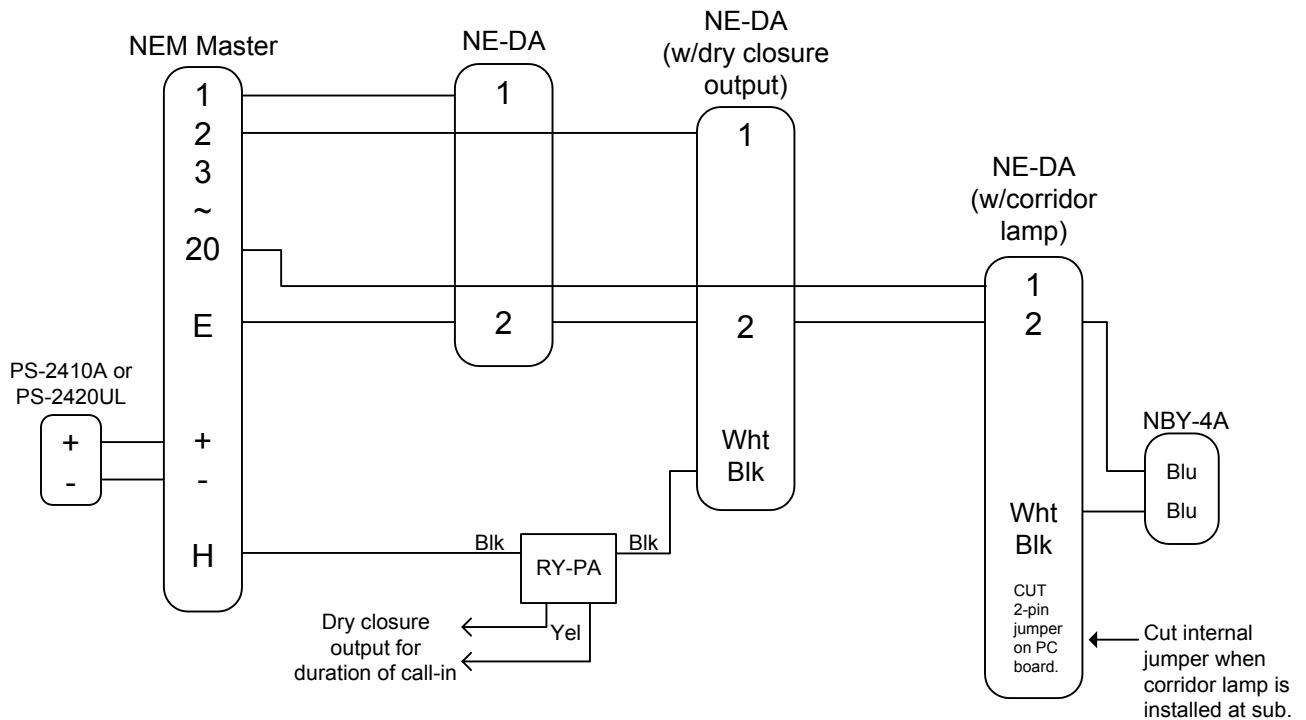 NEM Master
1
2
3
~
20
E
+
-
H
PS-2410A or
PS-2420UL
+
-
NE-DA
1
2
NE-DA
(w/dry closure
output)
1
2
Wht
Blk
NE-DA
(w/corridor
lamp)
1
2
Wht
Blk
CUT
2-pin
jumper
on PC
board.
NBY-4A
Blu
Blu
Blk
RY-PA
Blk
Yel
Dry closure
output for
duration of call-in
Cut internal
jumper when
corridor lamp is
installed at sub.